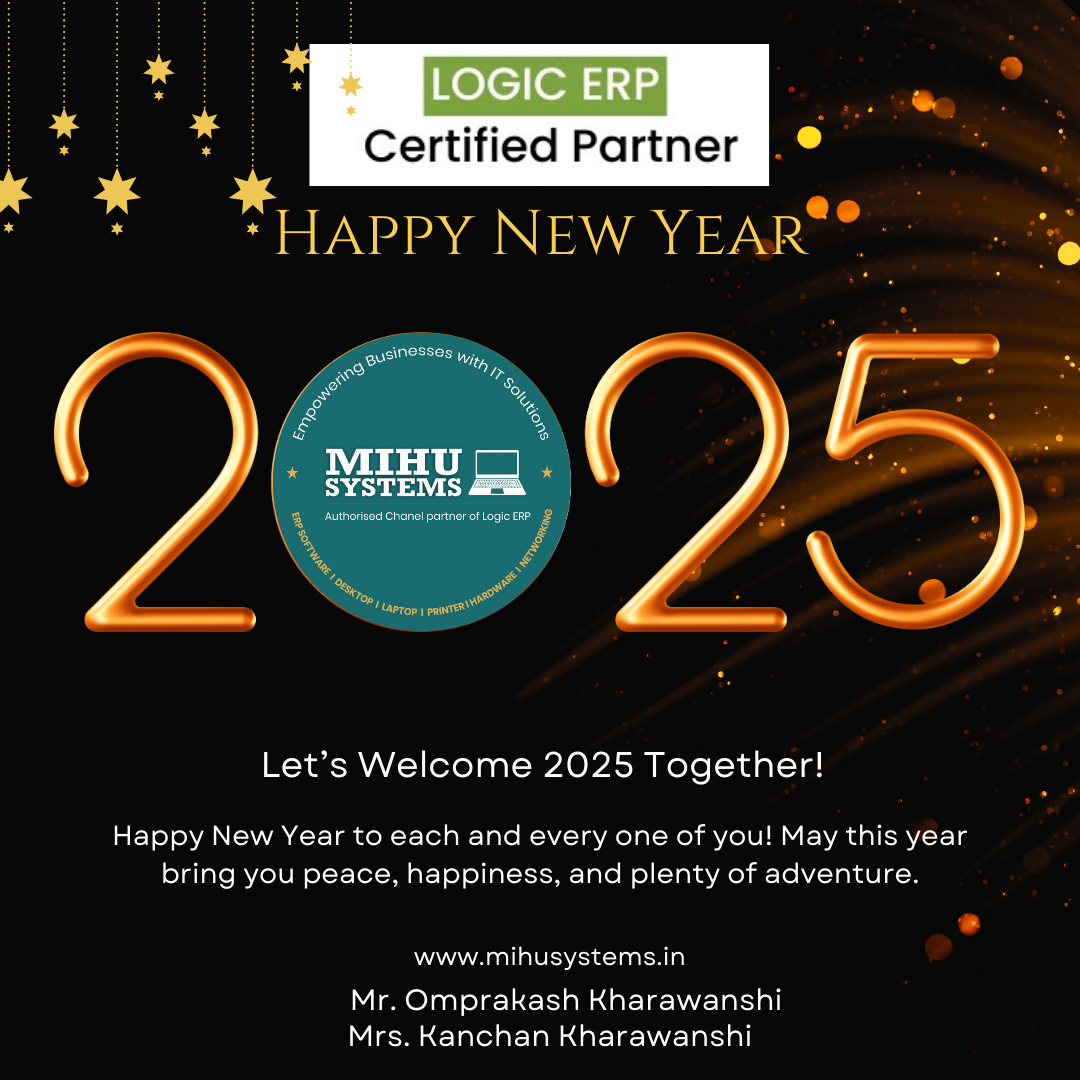 LOGIC ERP
Certified Partner
Happy New Year
2025
Empowering Businesses with IT Solutions
MIHU
SYSTEMS
Authorised Chanel partner of Logic ERP
ERP SOFTWARE | DESKTOP | LAPTOP | PRINTER | HARDWARE | NETWORKING
Let’s Welcome 2025 Together!
Happy New Year to each and every one of you! May this year
bring you peace, happiness, and plenty of adventure.
www.mihusystems.in
Mr. Omprakash Kharawanshi
Mrs. Kanchan Kharawanshi